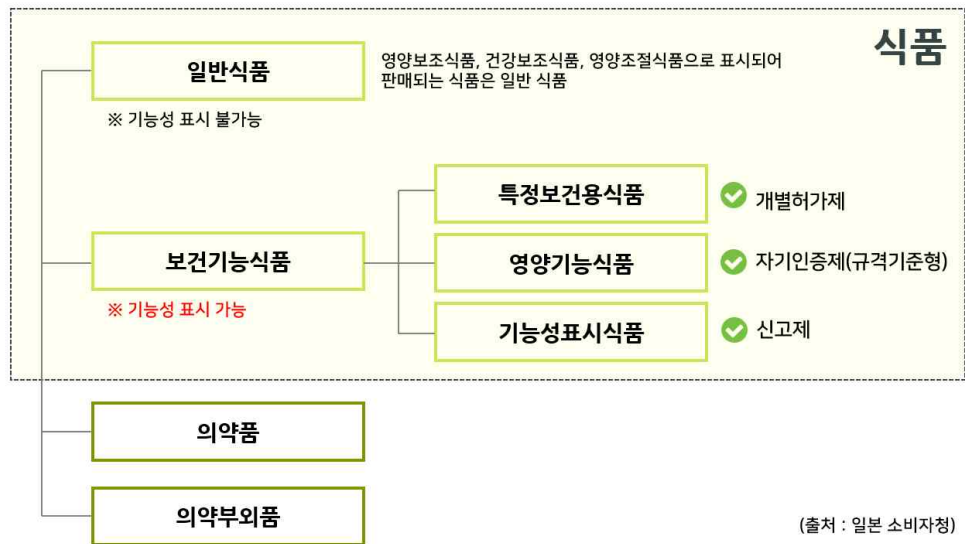 식품
일반식품
영양보조식품, 건강보조식품, 영양조절식품으로 표시되어
판매되는 식품은 일반 식품
※ 기능성 표시 불가능
특정보건용식품
개별허가제
보건기능식품
영양기능식품
자기인증제(규격기준형)
※ 기능성 표시 가능
기능성표시식품
신고제
의약품
의약부외품
(출처 : 일본 소비자청)